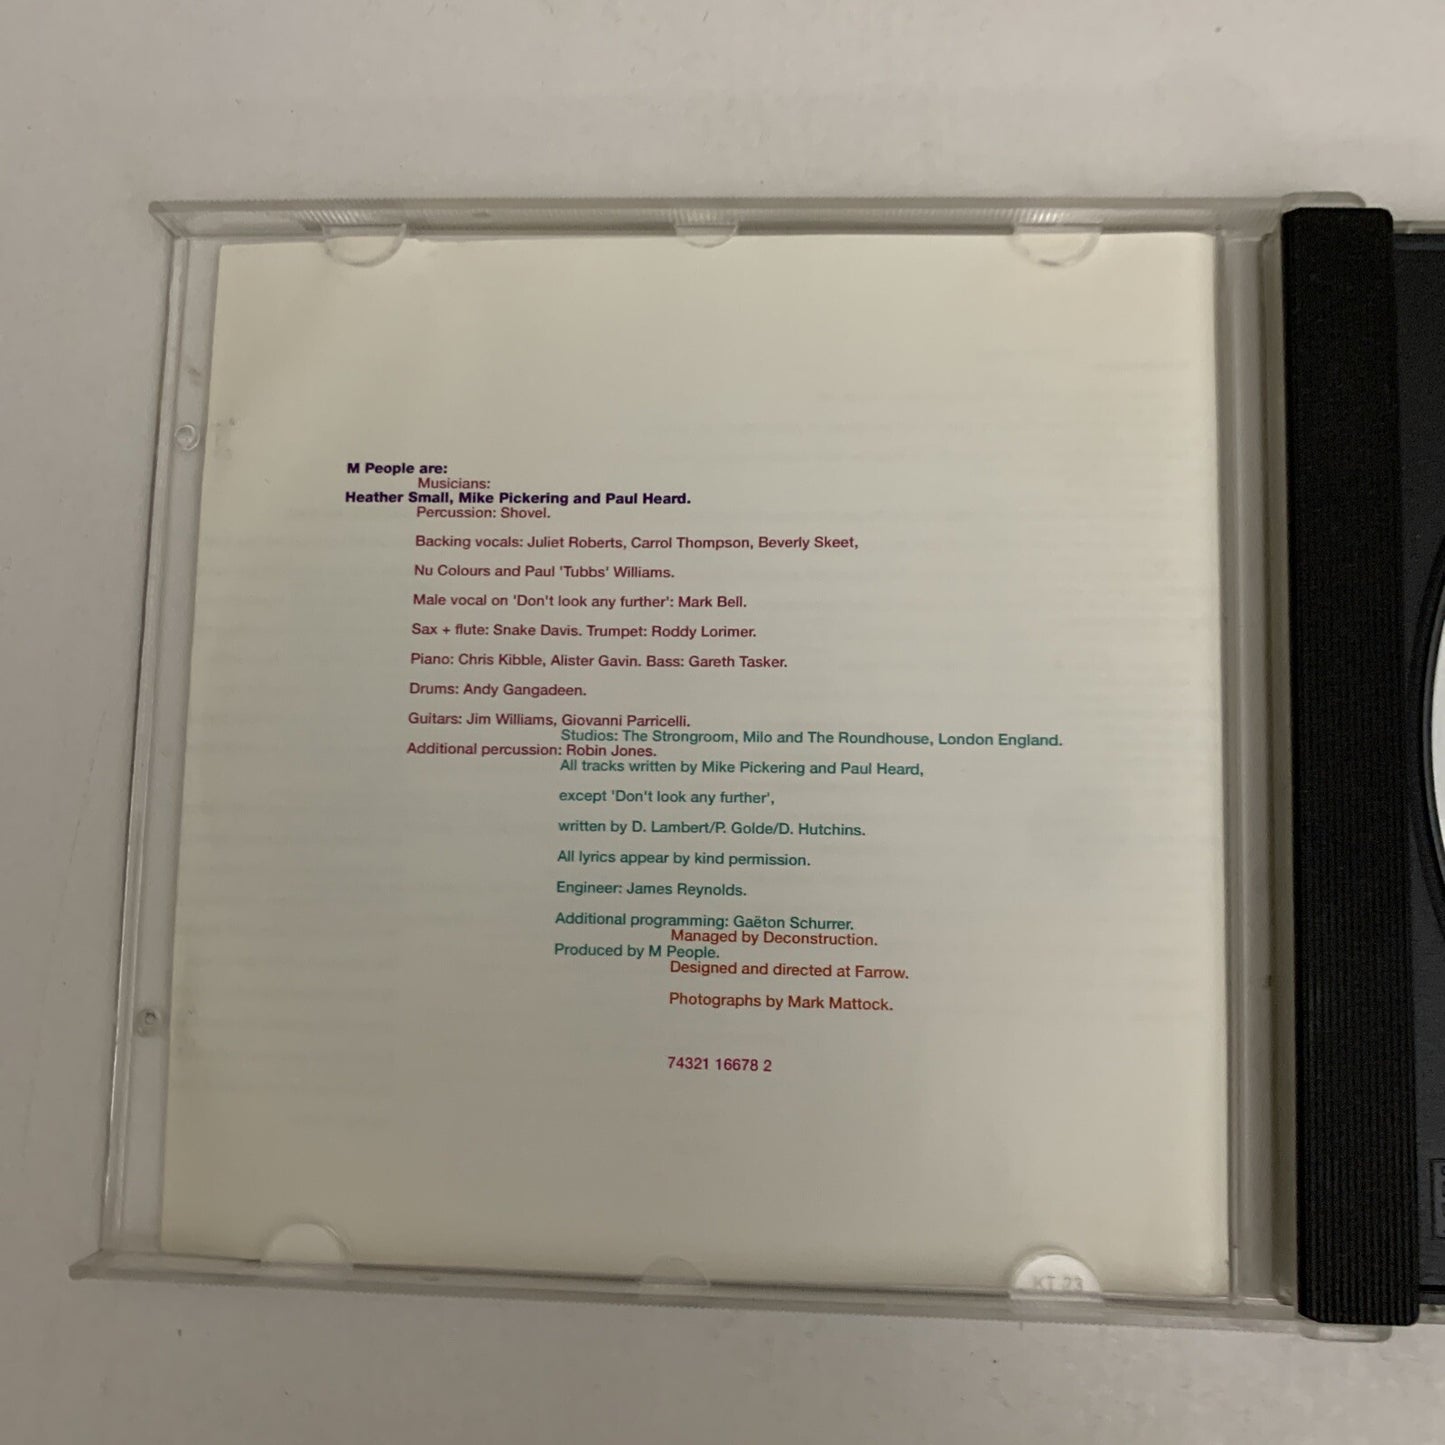 M People are:
Musicians:
Heather Small, Mike Pickering and Paul Heard.
Percussion: Shovel.
Backing vocals: Juliet Roberts, Carrol Thompson, Beverly Skeet,
Nu Colours and Paul 'Tubbs' Williams.
Male vocal on 'Don't look any further': Mark Bell.
Sax + flute: Snake Davis. Trumpet: Roddy Lorimer.
Piano: Chris Kibble, Alister Gavin. Bass: Gareth Tasker.
Drums: Andy Gangadeen.
Guitars: Jim Williams, Giovanni Parricelli.
Studios: The Strongroom, Milo and The Roundhouse, London England.
Additional percussion: Robin Jones.
All tracks written by Mike Pickering and Paul Heard,
except 'Don't look any further',
written by D. Lambert/P. Golde/D. Hutchins.
All lyrics appear by kind permission.
Engineer: James Reynolds.
Additional programming: Gaëton Schurrer.
Managed by Deconstruction.
Produced by M People.
Designed and directed at Farrow.
Photographs by Mark Mattock.
74321 16678 2
KT 23